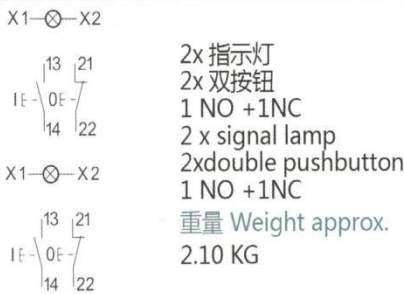 X1 X2
13 21
I E 0 E
14 22
X1 X2
13 21
I E 0 E
14 22
2x 指示灯
2x 双按钮
1 NO +1NC
2 x signal lamp
2xdouble pushbutton
1 NO +1NC
重量 Weight approx.
2.10 KG